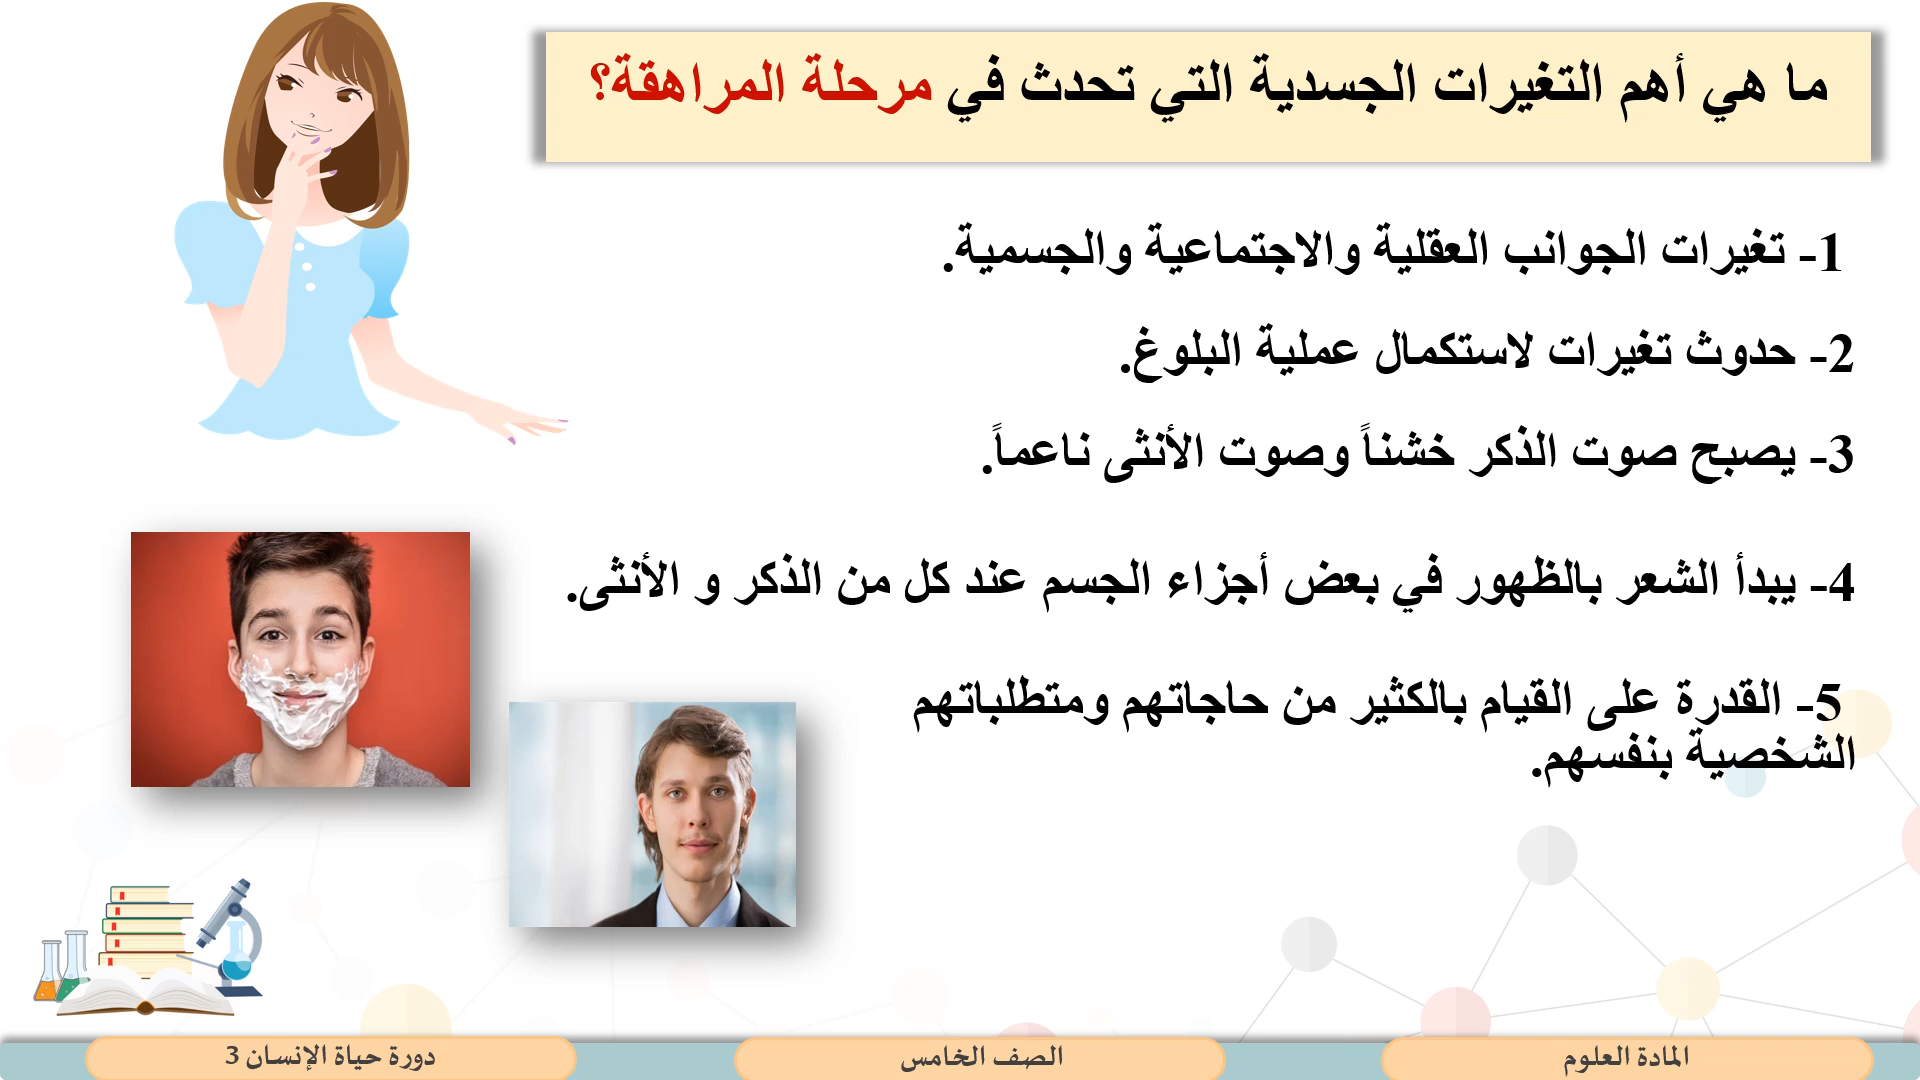 ما هي أهم التغيرات الجسدية التي تحدث في مرحلة المراهقة؟
1- تغيرات الجوانب العقلية والاجتماعية والجسمية.
2- حدوث تغيرات لاستكمال عملية البلوغ.
3- يصبح صوت الذكر خشناً وصوت الأنثى ناعماً.
4- يبدأ الشعر بالظهور في بعض أجزاء الجسم عند كل من الذكر و الأنثى.
5- القدرة على القيام بالكثير من حاجاتهم ومتطلباتهم
الشخصية بنفسهم.
المادة العلوم
الصف الخامس
دورة حياة الإنسان 3